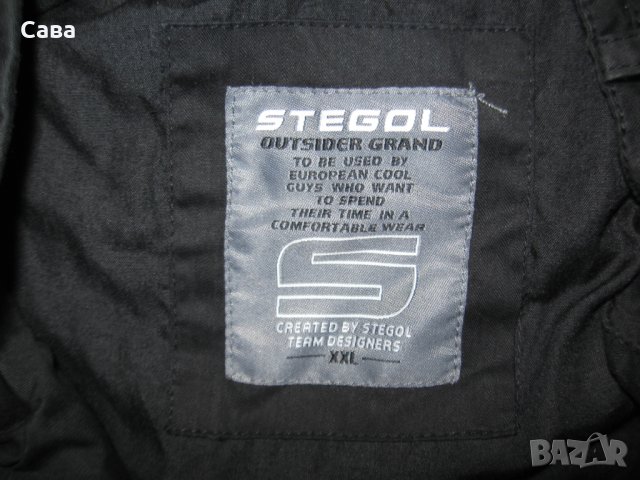 Сава
STEGOL
OUTSIDER GRAND
TO BE USED BY
EUROPEAN COOL
GUYS WHO WANT
TO SPEND
THEIR TIME IN A
COMFORTABLE WEAR
S
CREATED BY STEGOL
TEAM DESIGNERS
XXL
BAZAR